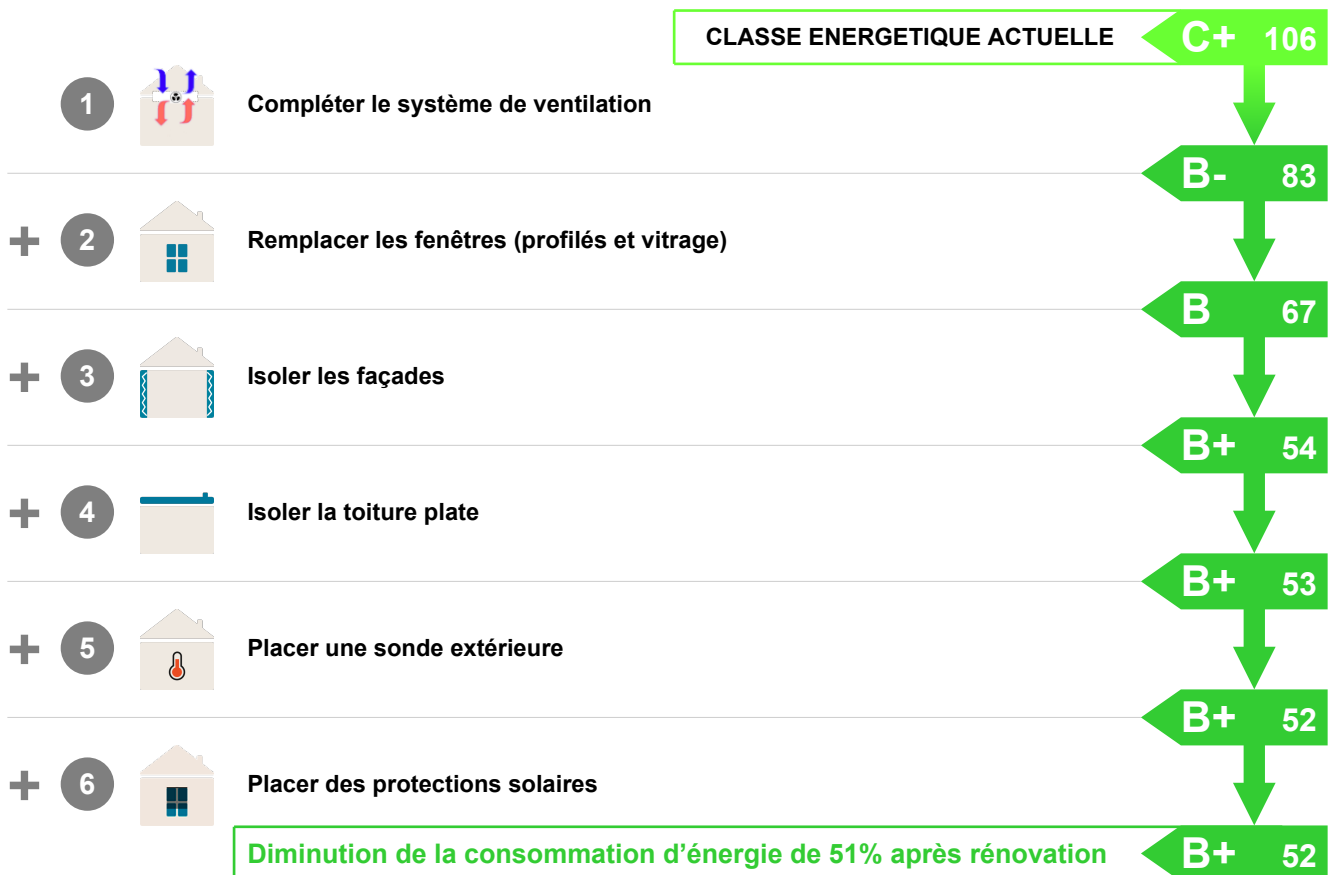 CLASSE ENERGETIQUE ACTUELLE C+ 106
1 Compléter le système de ventilation
B- 83
+ 2 Remplacer les fenêtres (profilés et vitrage)
B 67
+ 3 Isoler les façades
B+ 54
+ 4 Isoler la toiture plate
B+ 53
+ 5 Placer une sonde extérieure
B+ 52
+ 6 Placer des protections solaires
Diminution de la consommation d’énergie de 51% après rénovation B+ 52